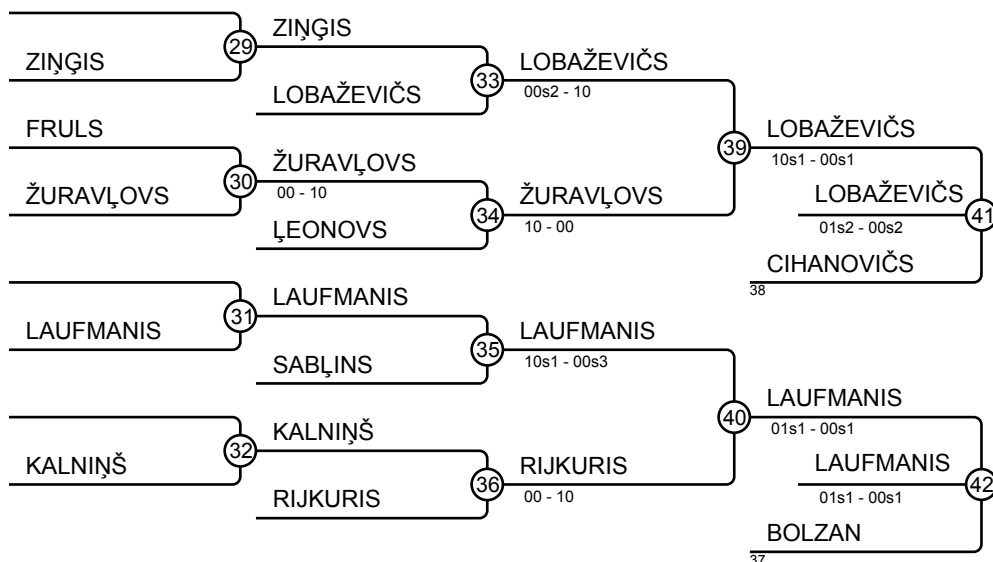 ZIŅĢIS
29
ZIŅĢIS
LOBAŽEVIČS
33
LOBAŽEVIČS
00s2 - 10
FRULS
ŽURAVĻOVS
30
ŽURAVĻOVS
00 - 10
ĻEONOVS
34
ŽURAVĻOVS
10 - 00
39
LOBAŽEVIČS
10s1 - 00s1
LOBAŽEVIČS
01s2 - 00s2
41
CIHANOVIČS
38
LAUFMANIS
31
LAUFMANIS
SABĻINS
35
LAUFMANIS
10s1 - 00s3
KALNIŅŠ
32
KALNIŅŠ
RIJKURIS
36
RIJKURIS
00 - 10
40
LAUFMANIS
01s1 - 00s1
LAUFMANIS
01s1 - 00s1
42
BOLZAN
37